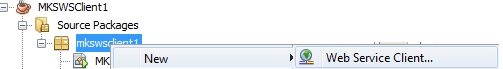 MKSWSClient1
Source Packages
mkswsclient1
New
Web Service Client...
MK